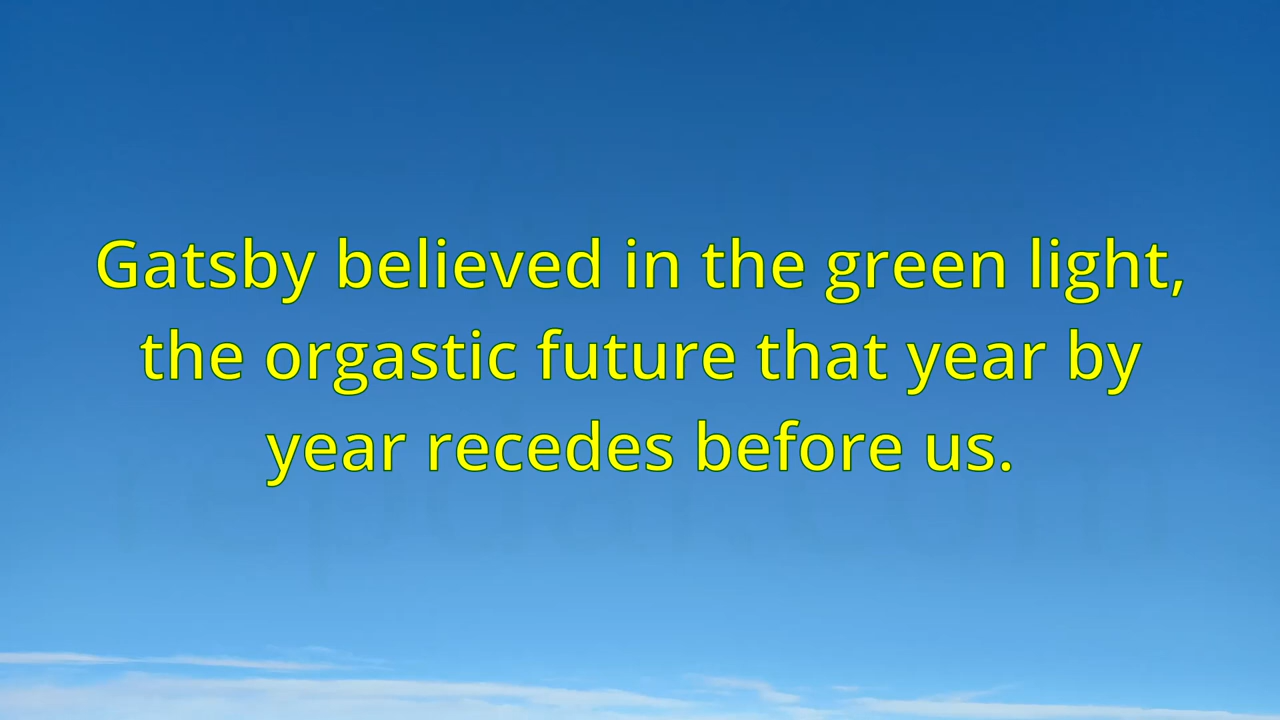 Gatsby believed in the green light,
the orgastic future that year by
year recedes before us.